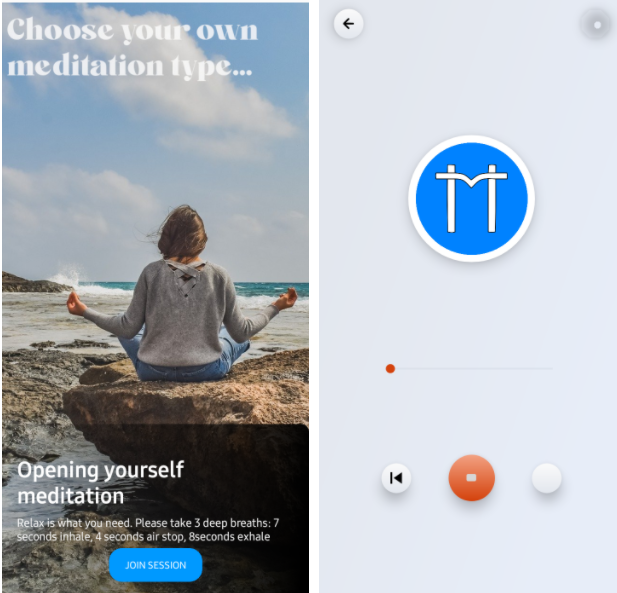 Choose your own
meditation type...
Opening yourself
meditation
Relax is what you need. Please take 3 deep breaths: 7
seconds inhale, 4 seconds air stop, 8seconds exhale
JOIN SESSION